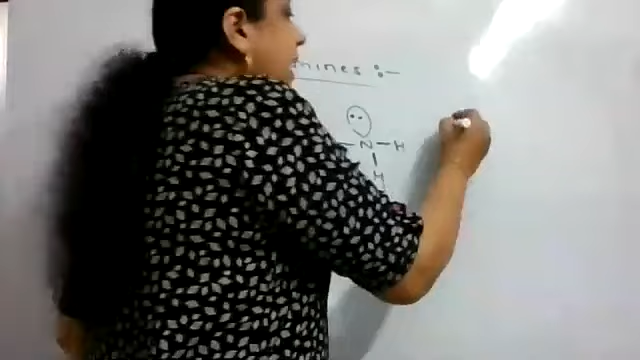 mines :-
— N — H
|
H